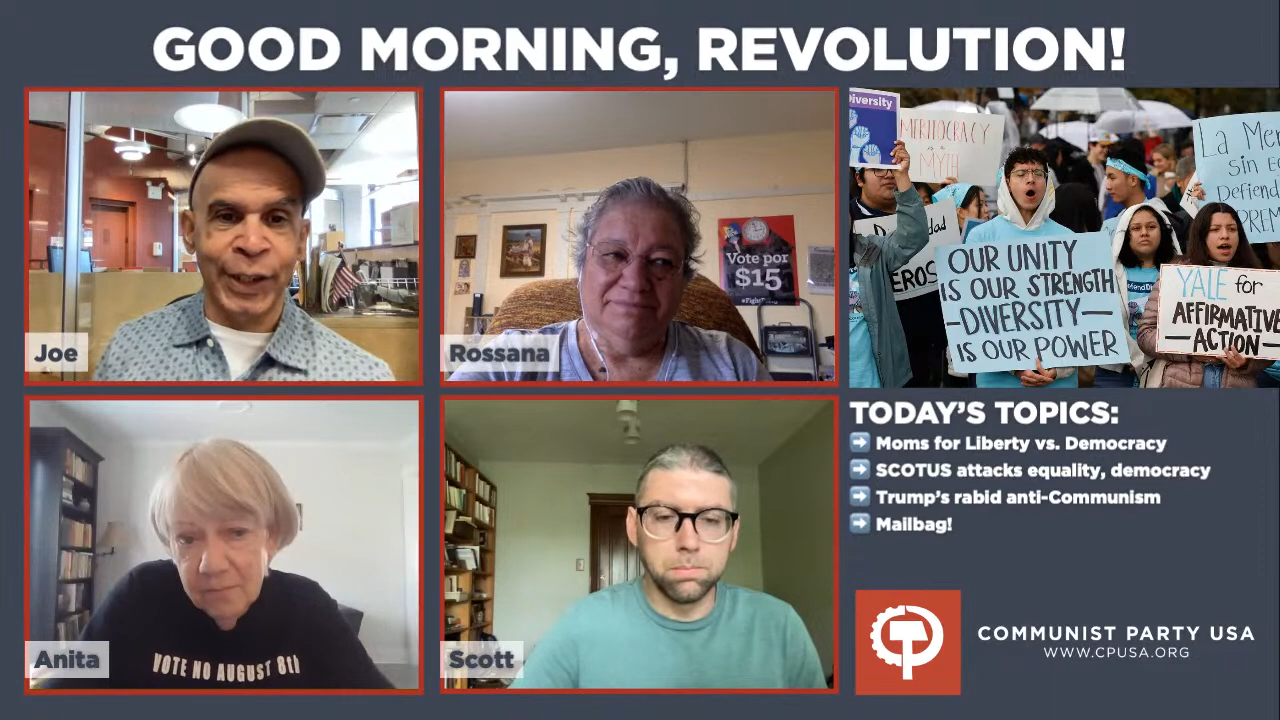 GOOD MORNING, REVOLUTION!
Joe
Vote por
$15
Rossana
Diversity
MERITOCRACY
MYTH
La
Sin
Defend
OUR UNITY
IS OUR STRENGTH
-DIVERSITY-
IS OUR POWER
YALE for
AFFIRMATIVE
-ACTION-
TODAY'S TOPICS:
➡ Moms for Liberty vs. Democracy
➡ SCOTUS attacks equality, democracy
➡ Trump's rabid anti-Communism
➡ Mailbag!
VOTE NO AUGUST 8th
Anita
Scott
COMMUNIST PARTY USA
WWW.CPUSA.ORG